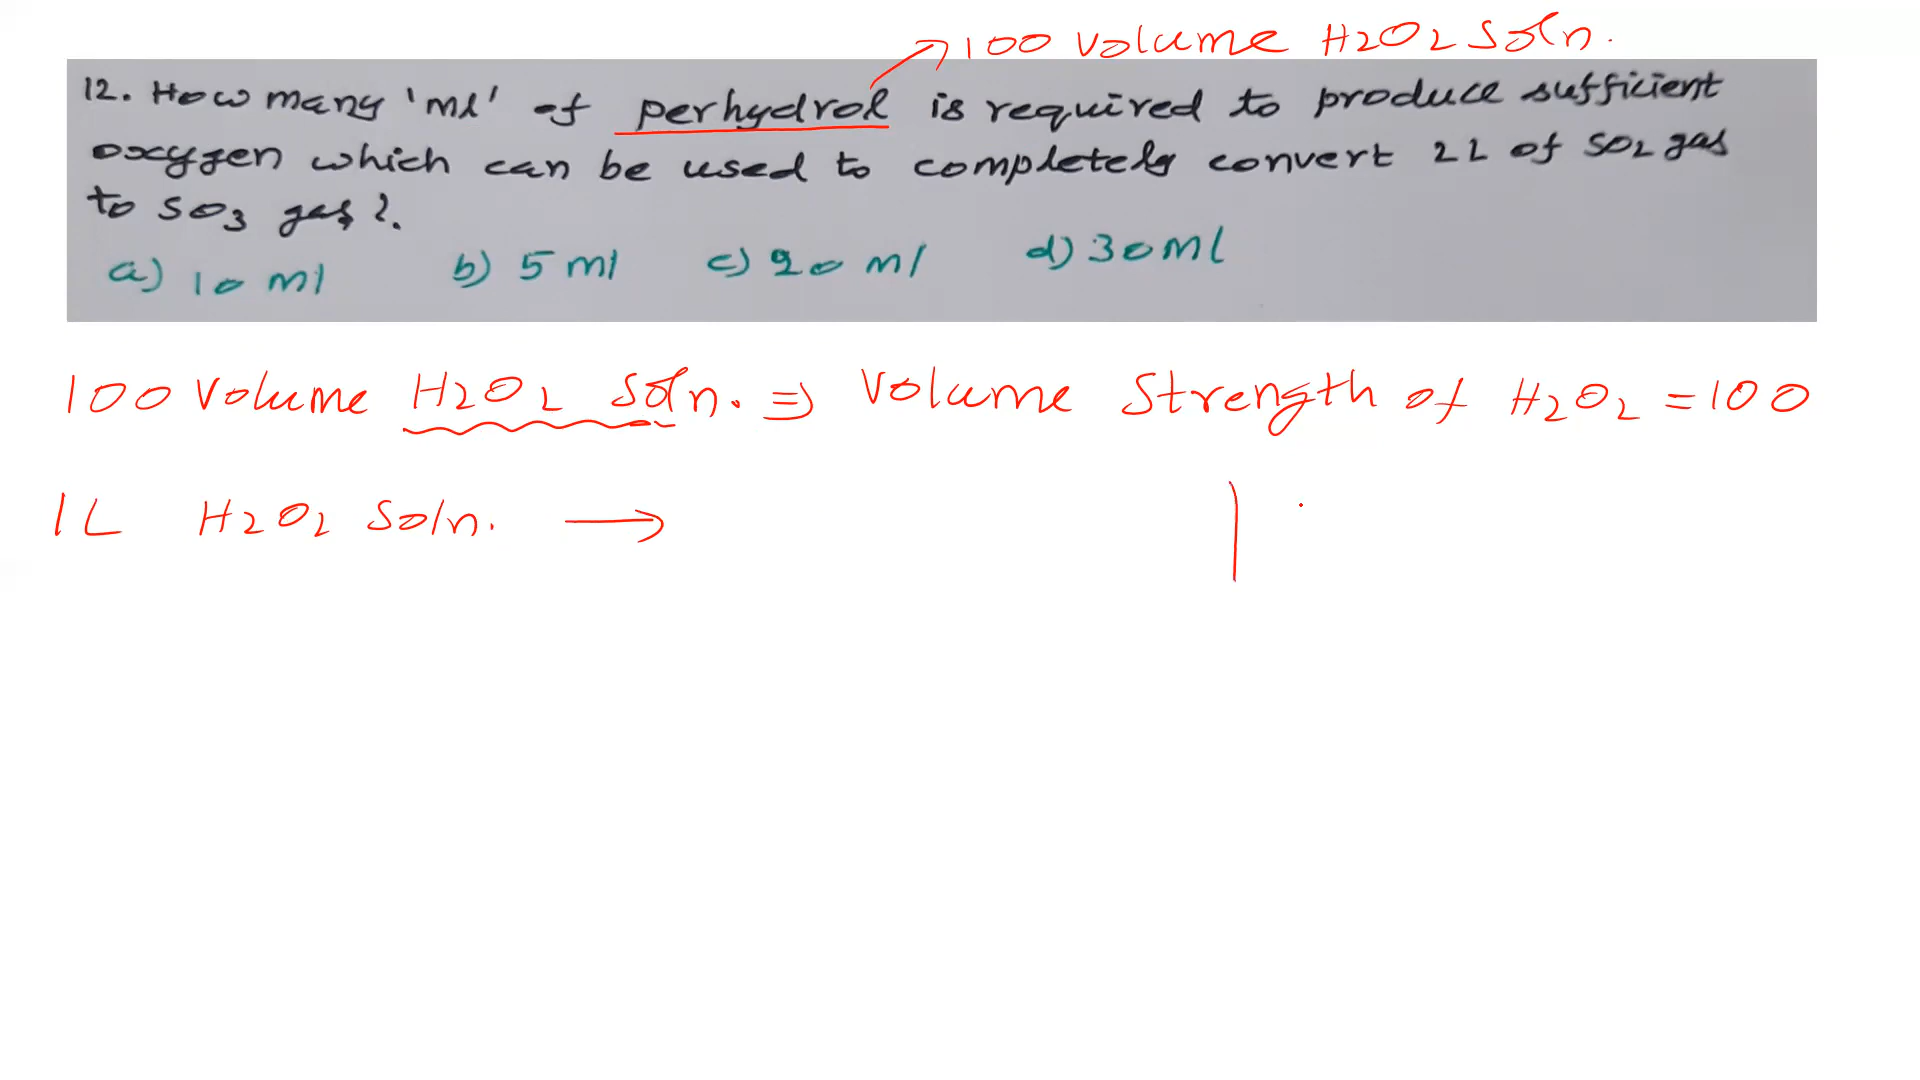 100 Volume H2O2 Soln.
12. How many 'ml' of perhydrol is required to produce sufficient
oxygen which can be used to completely convert 2L of SO2 gas
to SO3 gas?.
a) 10 ml b) 5 ml c) 20 ml d) 30 ml
100 Volume H2O2 Soln. ⇒ Volume Strength of H2O2 = 100
1L H2O2 Soln. →